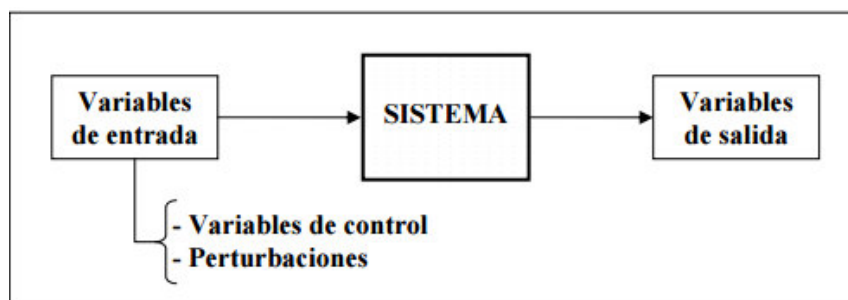 Variables
de entrada
SISTEMA
Variables
de salida
- Variables de control
- Perturbaciones